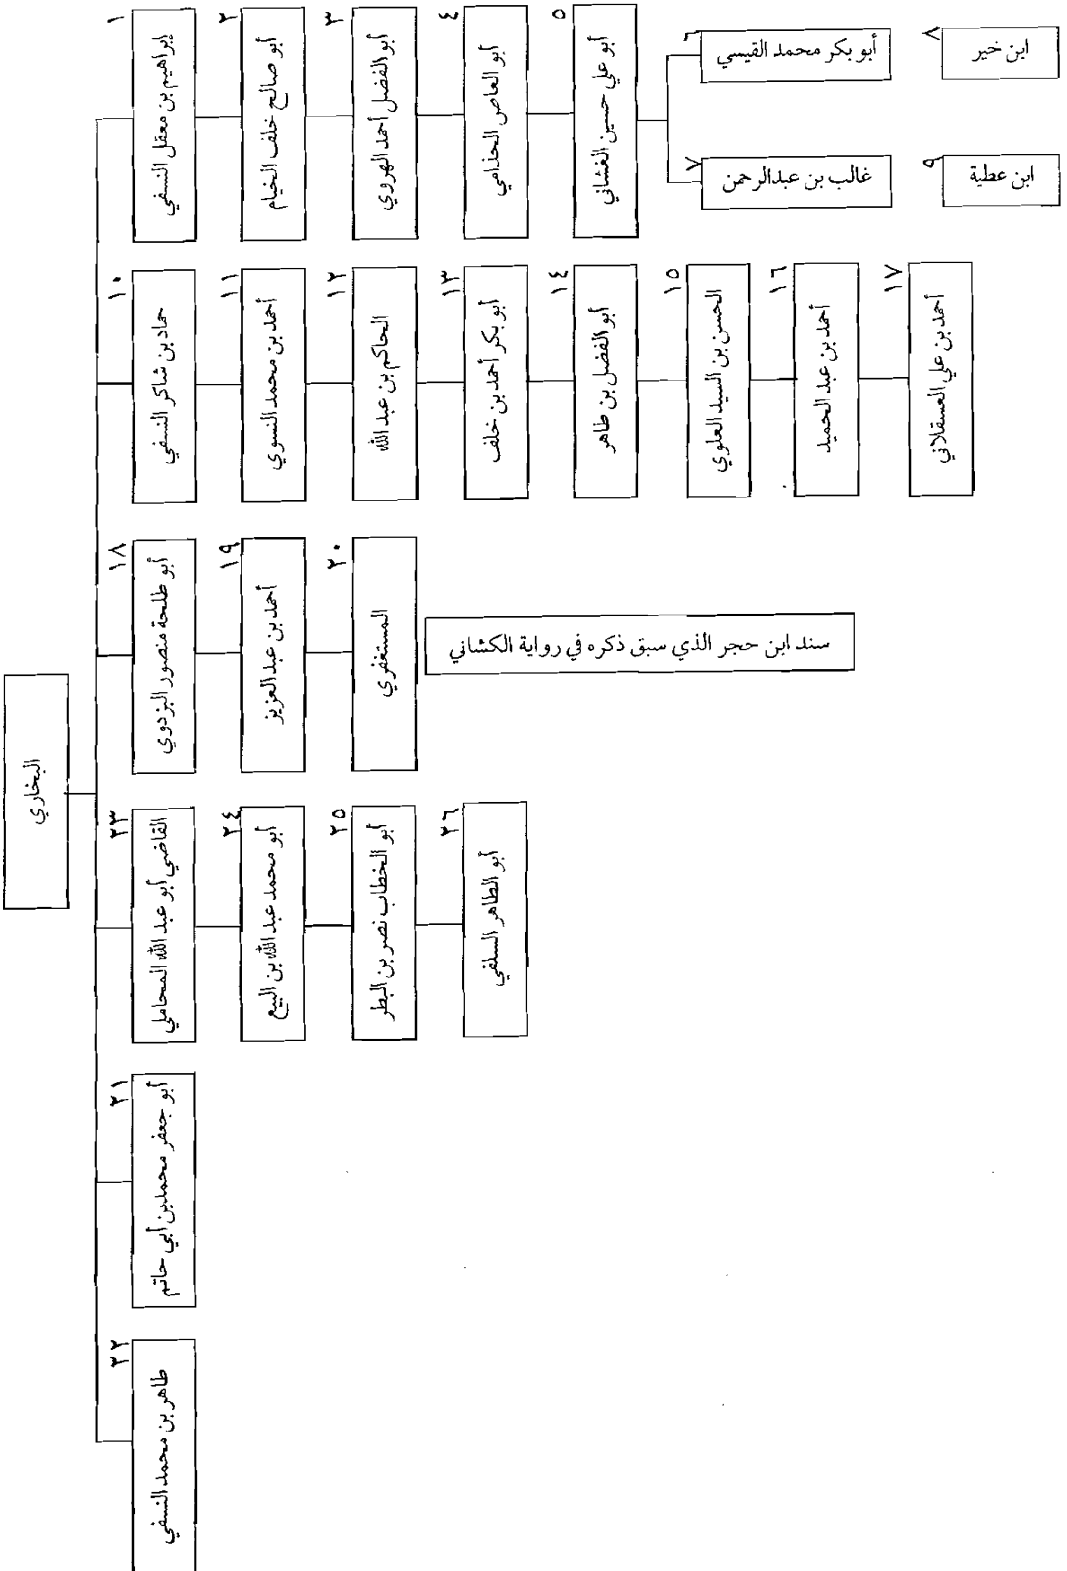 البخاري
١
إبراهيم بن معقل النسفي
٢
أبو صالح خلف الخيام
٣
أبو الفضل أحمد الهروي
٤
أبو العاص الحذامي
٥
أبو علي حسين الغشاني
٦
أبو بكر محمد القيسي
٧
غالب بن عبدالرحمن
٨
ابن خير
٩
ابن عطية
١٠
حماد بن شاكر النسفي
١١
أحمد بن محمد النسوي
١٢
الحاكم بن عبد الله
١٣
أبو بكر أحمد بن خلف
١٤
أبو الفضل بن طاهر
١٥
الحسن بن السيد العلوي
١٦
أحمد بن عبد الحميد
١٧
أحمد بن علي العسقلاني
١٨
أبو طلحة منصور البزدوي
١٩
أحمد بن عبد العزيز
٢٠
المستغفري
سند ابن حجر الذي سبق ذكره في رواية الكشاني
٢٣
القاضي أبو عبد الله المحاملي
٢٤
أبو محمد عبد الله بن البيع
٢٥
أبو الخطاب نصر بن البطر
٢٦
أبو الطاهر السلفي
٢١
أبو جعفر محمد بن أبي حاتم
٢٢
طاهر بن محمد النسفي